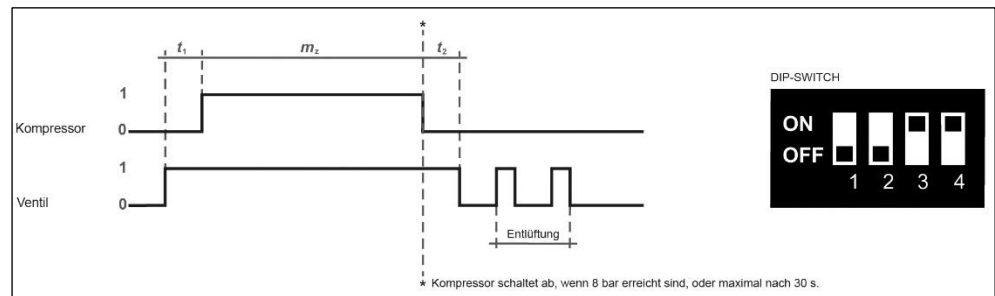 *
t₁ m_z t₂
DIP-SWITCH
1
Kompressor 0
ON
OFF
1 2 3 4
1
Ventil 0
Entlüftung
* Kompressor schaltet ab, wenn 8 bar erreicht sind, oder maximal nach 30 s.